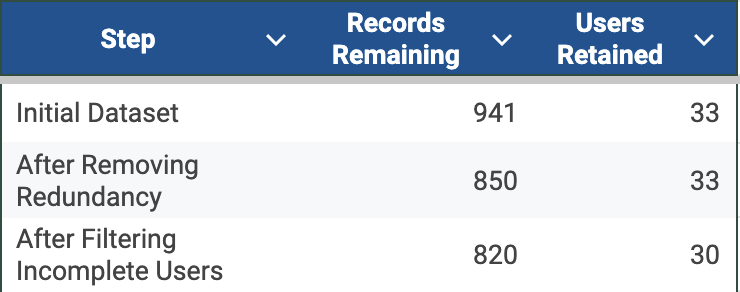 Step
Records Remaining
Users Retained
Initial Dataset 941 33
After Removing Redundancy 850 33
After Filtering Incomplete Users 820 30